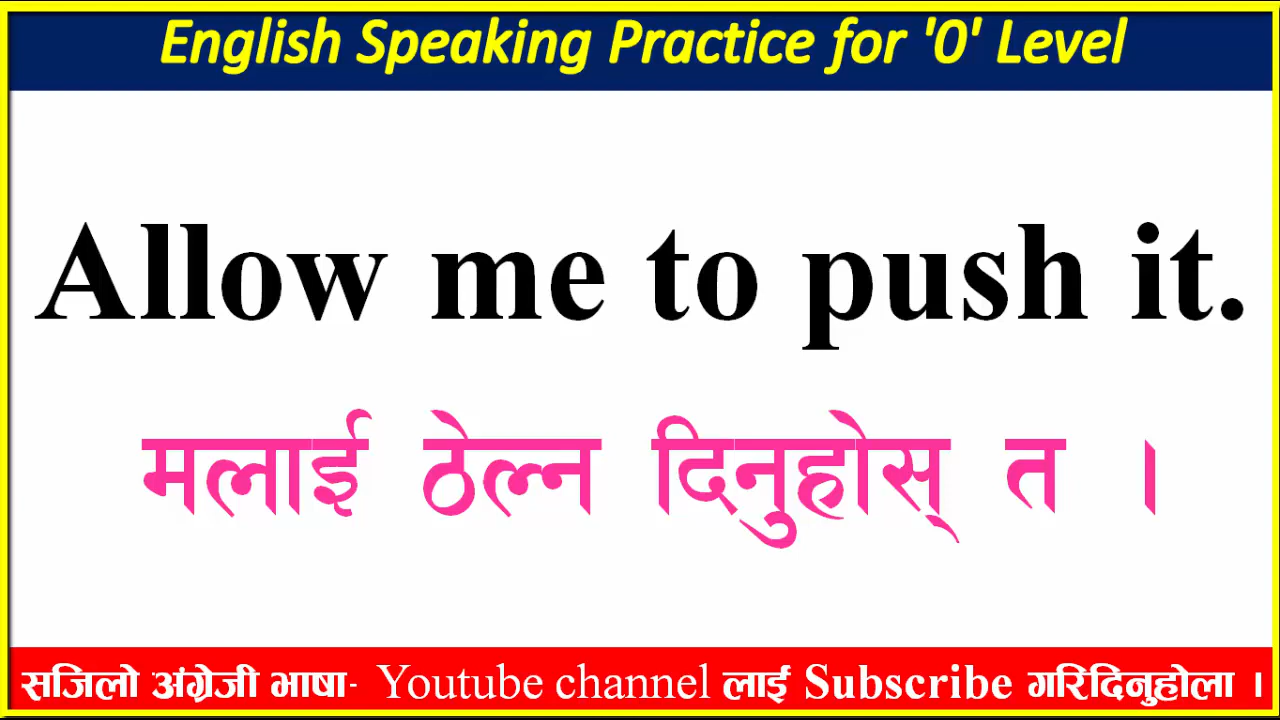 English Speaking Practice for '0' Level
Allow me to push it.
मलाई ठेल्न दिनुहोस् त ।
सजिलो अंग्रेजी भाषा- Youtube channel लाई Subscribe गरिदिनुहोला ।